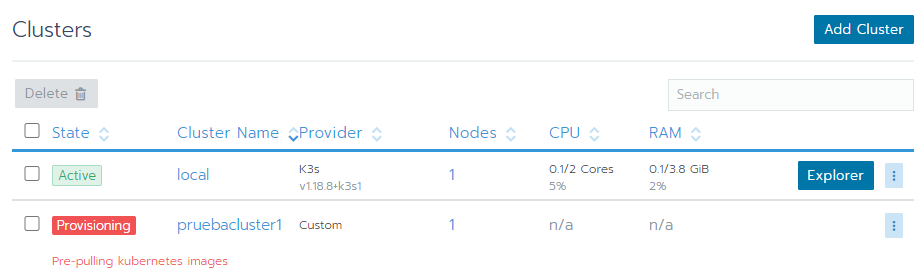 Clusters
Add Cluster
Delete
Search
State Cluster Name Provider Nodes CPU RAM
Active local K3s 1 0.1/2 Cores 0.1/3.8 GiB Explorer
v1.18.8+k3s1 5% 2%
Provisioning pruebacluster1 Custom 1 n/a n/a
Pre-pulling kubernetes images